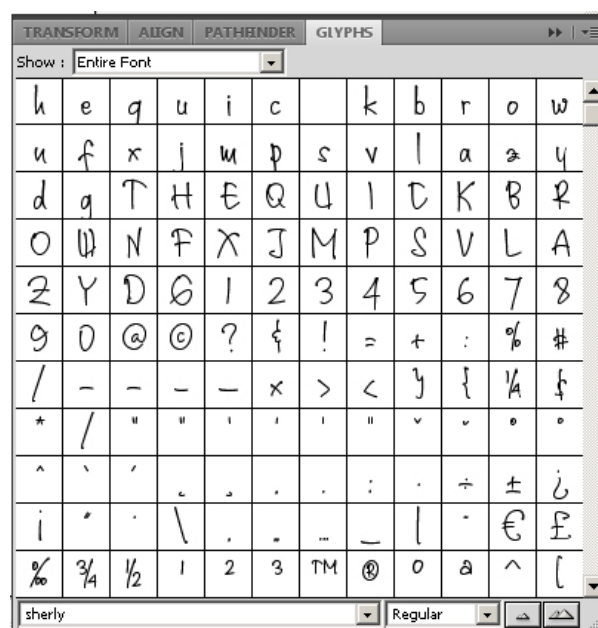 TRANSFORM ALIGN PATHFINDER GLYPHS
Show : Entire Font
h e q u i c k b r o w
n f x j m p s v l a z y
d g T H E Q U I C K B R
O W N F X J M P S V L A
Z Y D G 1 2 3 4 5 6 7 8
9 0 @ © ? & ! = + : % #
/ – – – — × > < } { ¼ $
* / " " ' ' ' " ˇ ˘ ° °
^ ` ´ ¸ ˛ . . : · ÷ ± ¿
¡ ˝ ˙ \ . „ … _ | - € £
‰ ¾ ½ ¹ ² ³ ™ ® º ª ^ [
sherly Regular